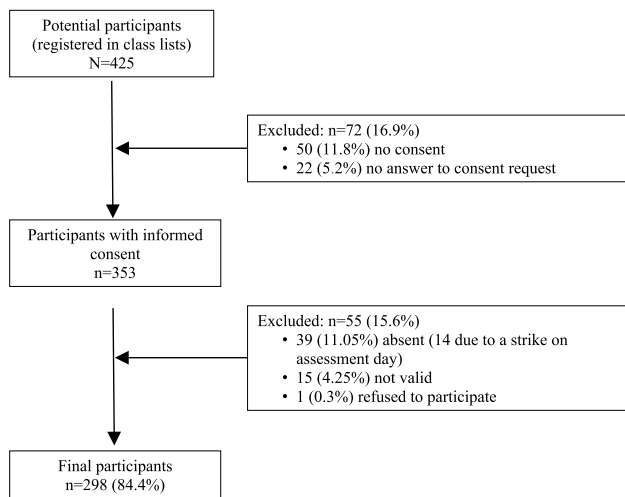 Potential participants
(registered in class lists)
N=425
Excluded: n=72 (16.9%)
• 50 (11.8%) no consent
• 22 (5.2%) no answer to consent request
Participants with informed
consent
n=353
Excluded: n=55 (15.6%)
• 39 (11.05%) absent (14 due to a strike on
assessment day)
• 15 (4.25%) not valid
• 1 (0.3%) refused to participate
Final participants
n=298 (84.4%)